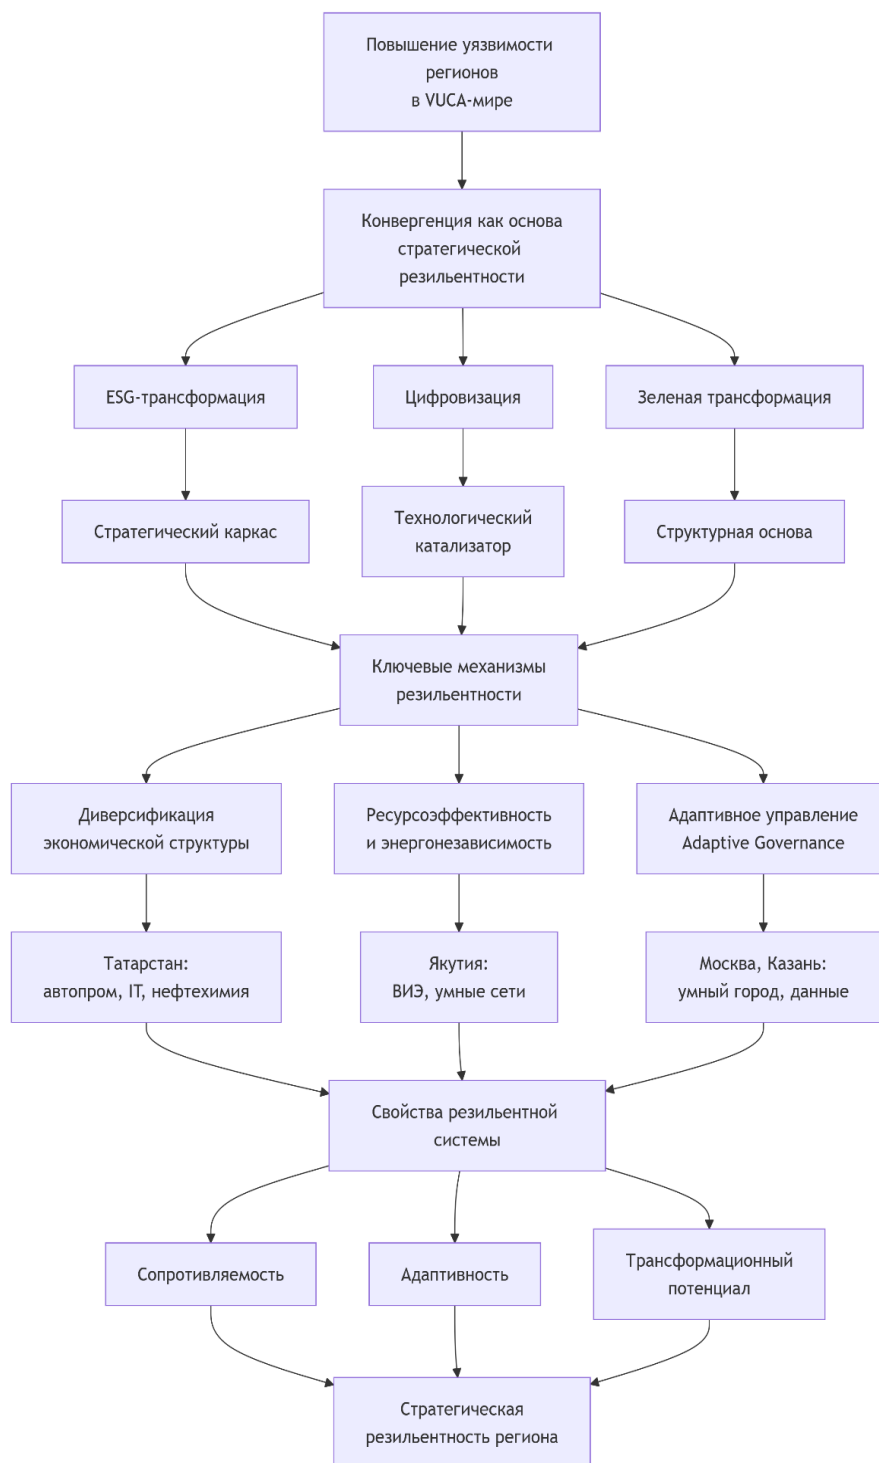 Повышение уязвимости
регионов
в VUCA-мире
Конвергенция как основа
стратегической
резильентности
ESG-трансформация
Цифровизация
Зеленая трансформация
Стратегический каркас
Технологический
катализатор
Структурная основа
Ключевые механизмы
резильентности
Диверсификация
экономической структуры
Ресурсоэффективность
и энергонезависимость
Адаптивное управление
Adaptive Governance
Татарстан:
автопром, IT, нефтехимия
Якутия:
ВИЭ, умные сети
Москва, Казань:
умный город, данные
Свойства резильентной
системы
Сопротивляемость
Адаптивность
Трансформационный
потенциал
Стратегическая
резильентность региона